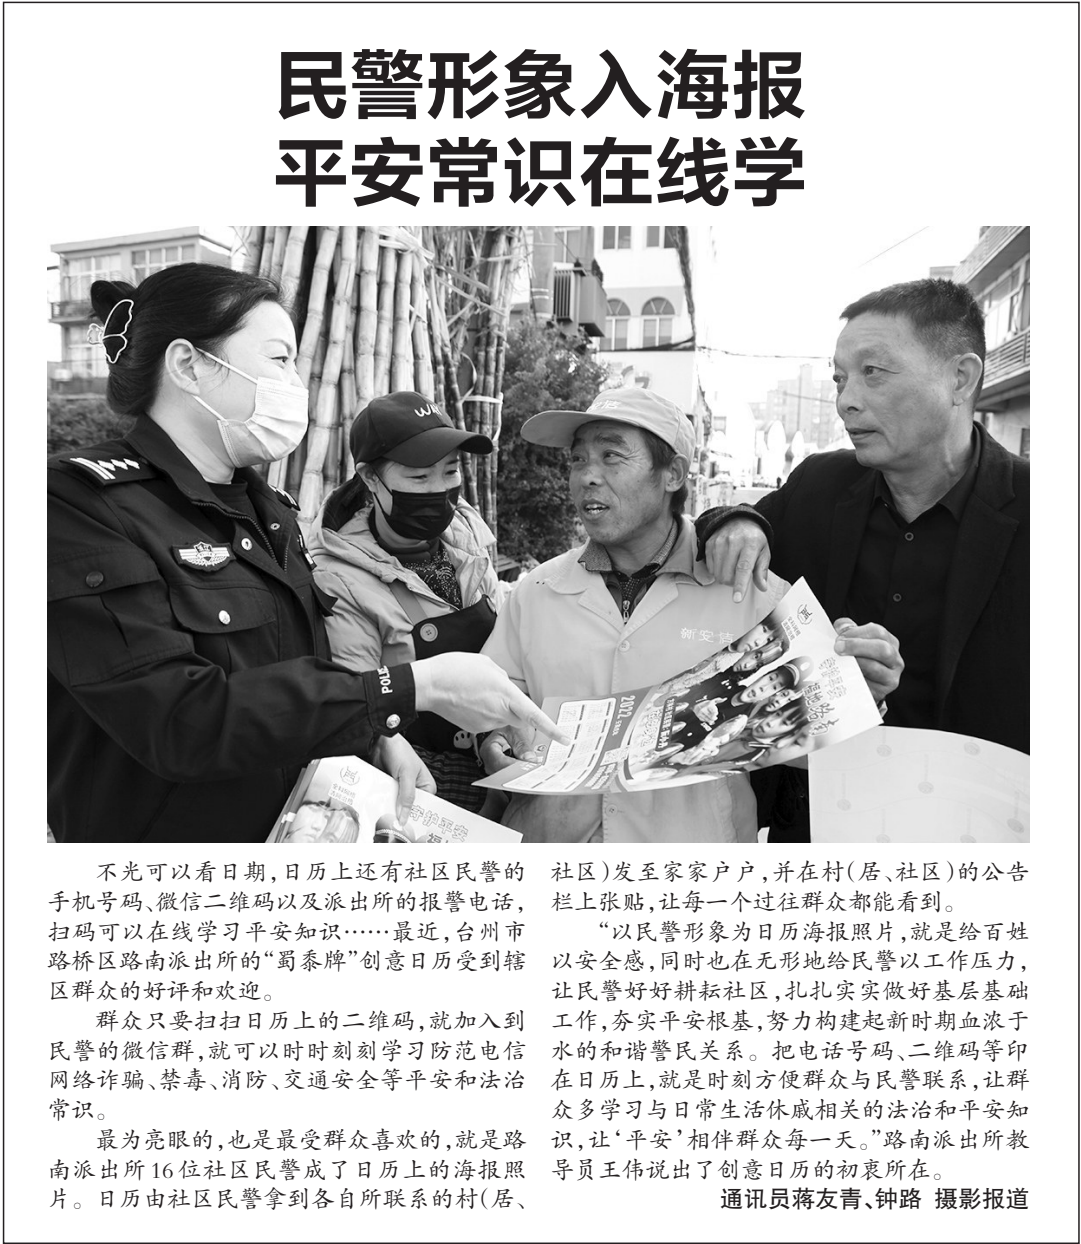 民警形象入海报
平安常识在线学
WA
POLICE
新安洁
2022
守护平安
不光可以看日期,日历上还有社区民警的
手机号码、微信二维码以及派出所的报警电话,
扫码可以在线学习平安知识……最近,台州市
路桥区路南派出所的“蜀黍牌”创意日历受到辖
区群众的好评和欢迎。
群众只要扫扫日历上的二维码,就加入到
民警的微信群,就可以时时刻刻学习防范电信
网络诈骗、禁毒、消防、交通安全等平安和法治
常识。
最为亮眼的,也是最受群众喜欢的,就是路
南派出所16位社区民警成了日历上的海报照
片。日历由社区民警拿到各自所联系的村(居、
社区)发至家家户户,并在村(居、社区)的公告
栏上张贴,让每一个过往群众都能看到。
“以民警形象为日历海报照片,就是给百姓
以安全感,同时也在无形地给民警以工作压力,
让民警好好耕耘社区,扎扎实实做好基层基础
工作,夯实平安根基,努力构建起新时期血浓于
水的和谐警民关系。把电话号码、二维码等印
在日历上,就是时刻方便群众与民警联系,让群
众多学习与日常生活休戚相关的法治和平安知
识,让‘平安’相伴群众每一天。”路南派出所教
导员王伟说出了创意日历的初衷所在。
通讯员蒋友青、钟路 摄影报道